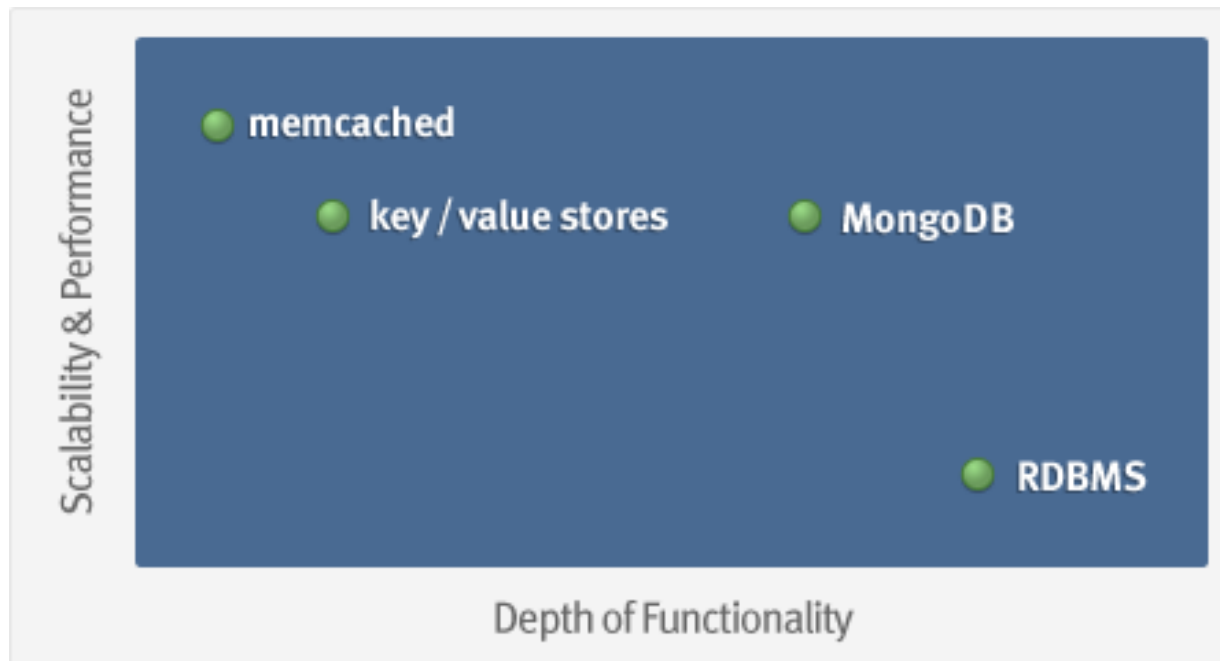 memcached
key / value stores
MongoDB
RDBMS
Scalability & Performance
Depth of Functionality